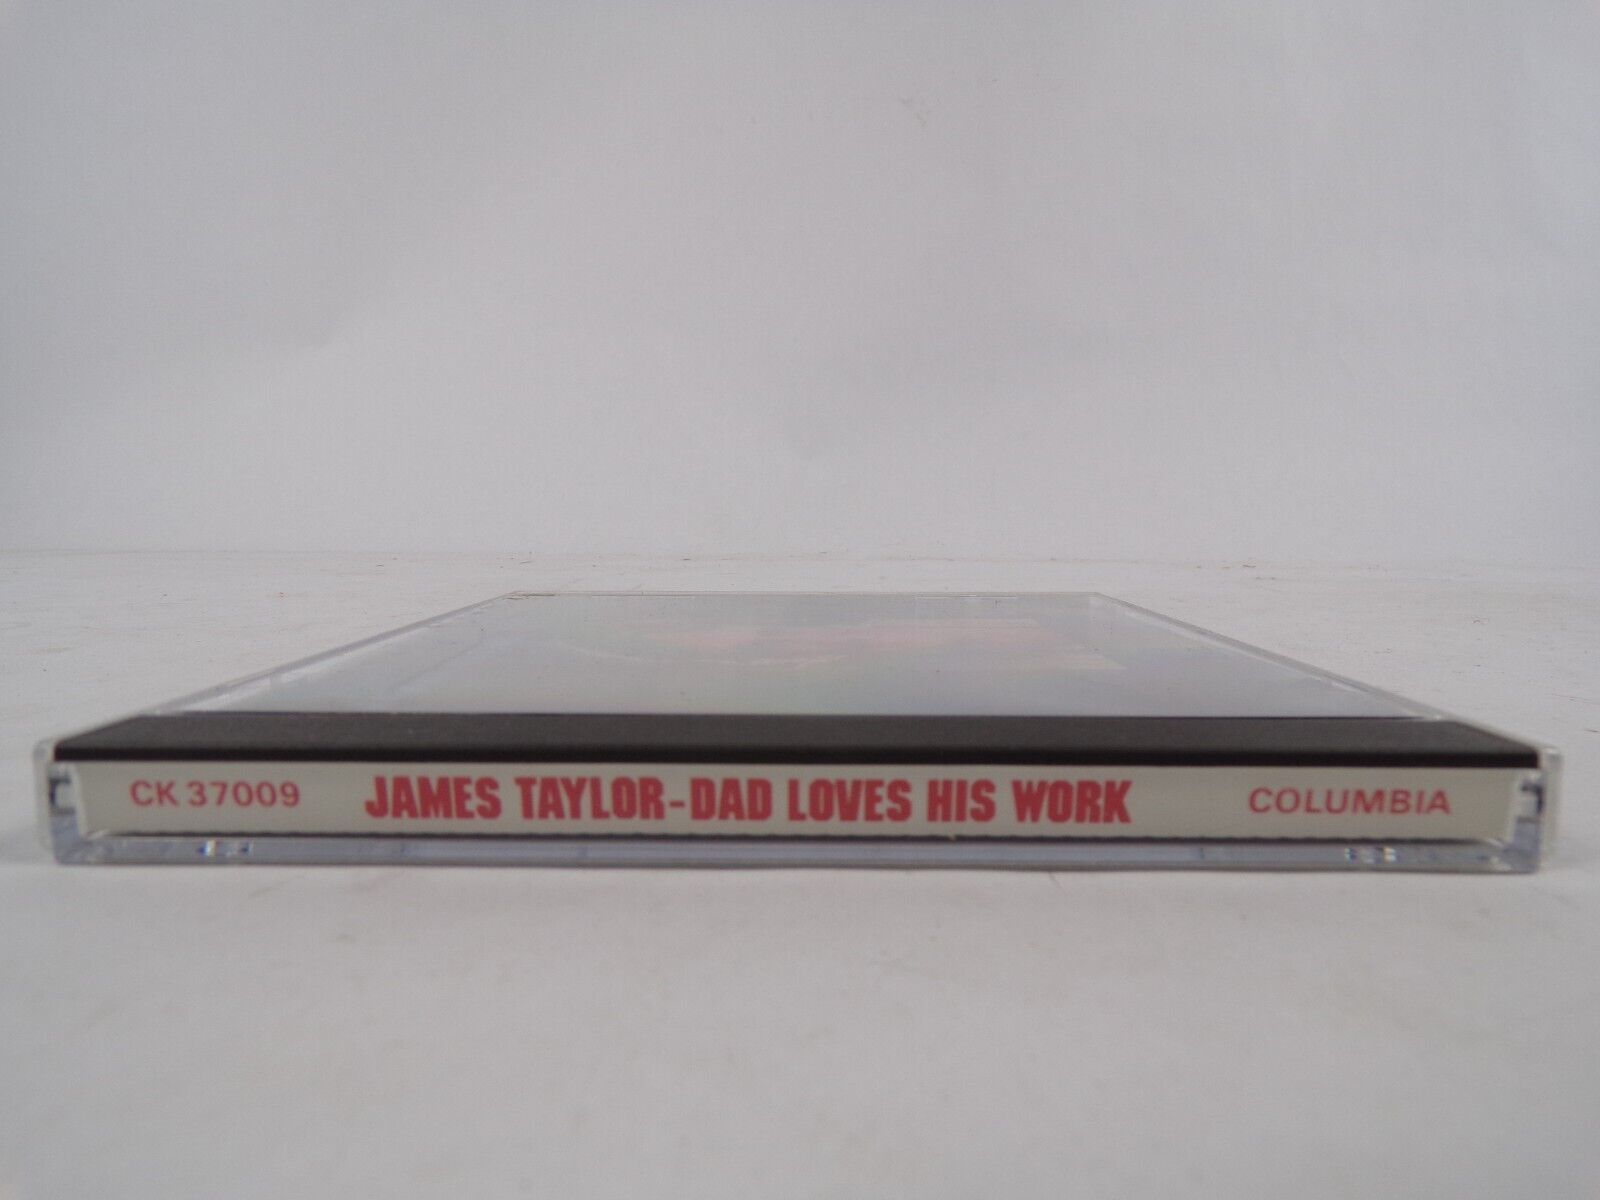 CK 37009 JAMES TAYLOR-DAD LOVES HIS WORK COLUMBIA